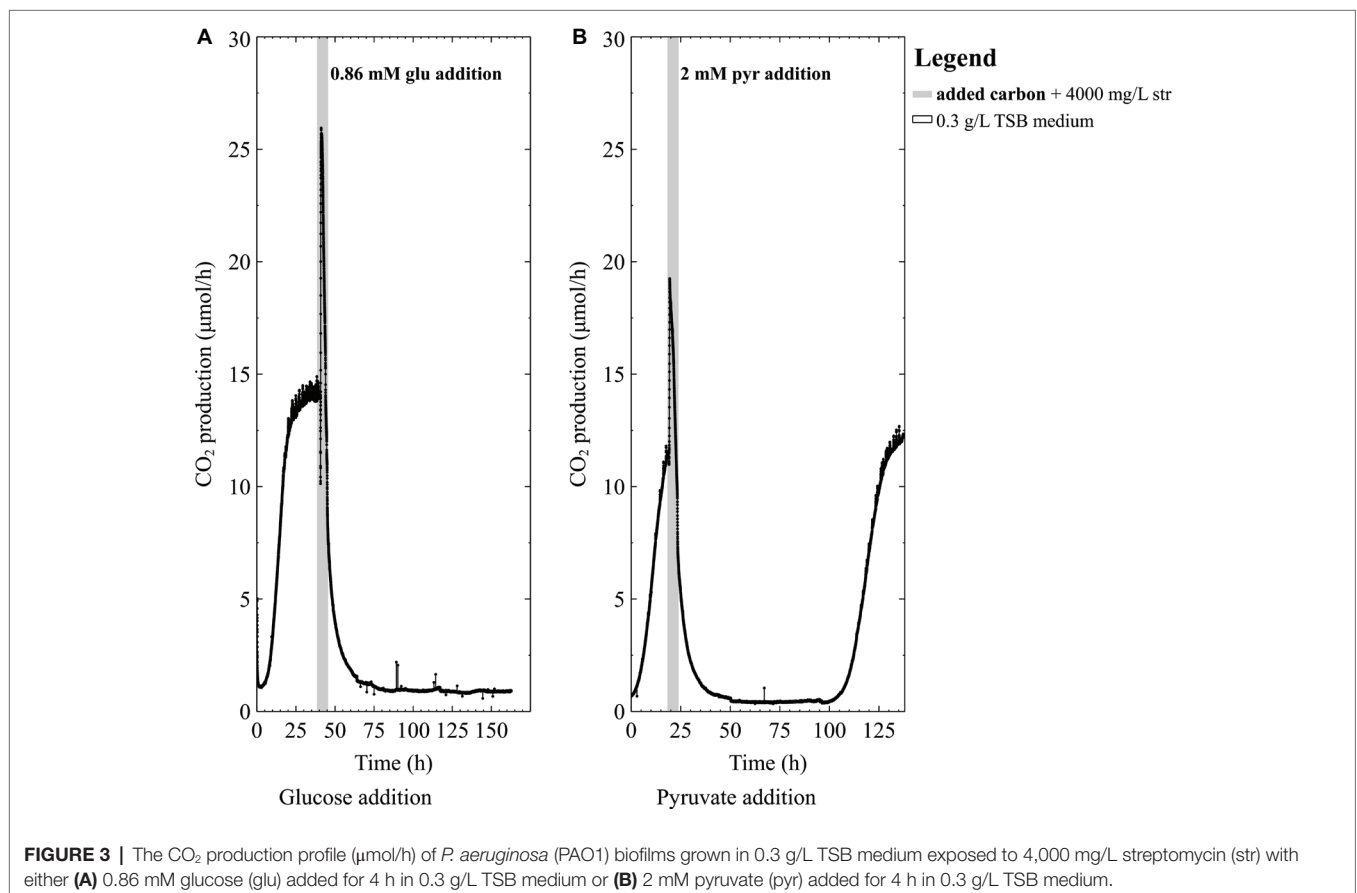 A
B
Legend
0.86 mM glu addition
2 mM pyr addition
added carbon + 4000 mg/L str
0.3 g/L TSB medium
CO₂ production (μmol/h)
30
25
20
15
10
5
0
0 25 50 75 100 125 150
Time (h)
Glucose addition
CO₂ production (μmol/h)
30
25
20
15
10
5
0
0 25 50 75 100 125
Time (h)
Pyruvate addition
FIGURE 3 | The CO₂ production profile (μmol/h) of P. aeruginosa (PAO1) biofilms grown in 0.3 g/L TSB medium exposed to 4,000 mg/L streptomycin (str) with
either (A) 0.86 mM glucose (glu) added for 4 h in 0.3 g/L TSB medium or (B) 2 mM pyruvate (pyr) added for 4 h in 0.3 g/L TSB medium.